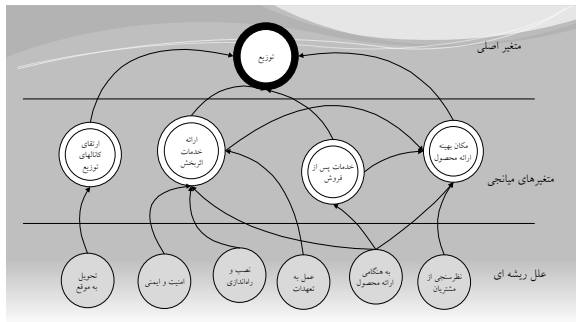 متغیر اصلی
توزیع
مکان بهینه
ارائه محصول
خدمات پس از
فروش
ارائه
خدمات
اثربخش
ارتقای
کانالهای
توزیع
متغیرهای میانجی
علل ریشه ای
نظرسنجی از
مشتریان
به هنگامی
ارائه محصول
عمل به
تعهدات
نصب و
راه‌اندازی
امنیت و ایمنی
تحویل
به موقع